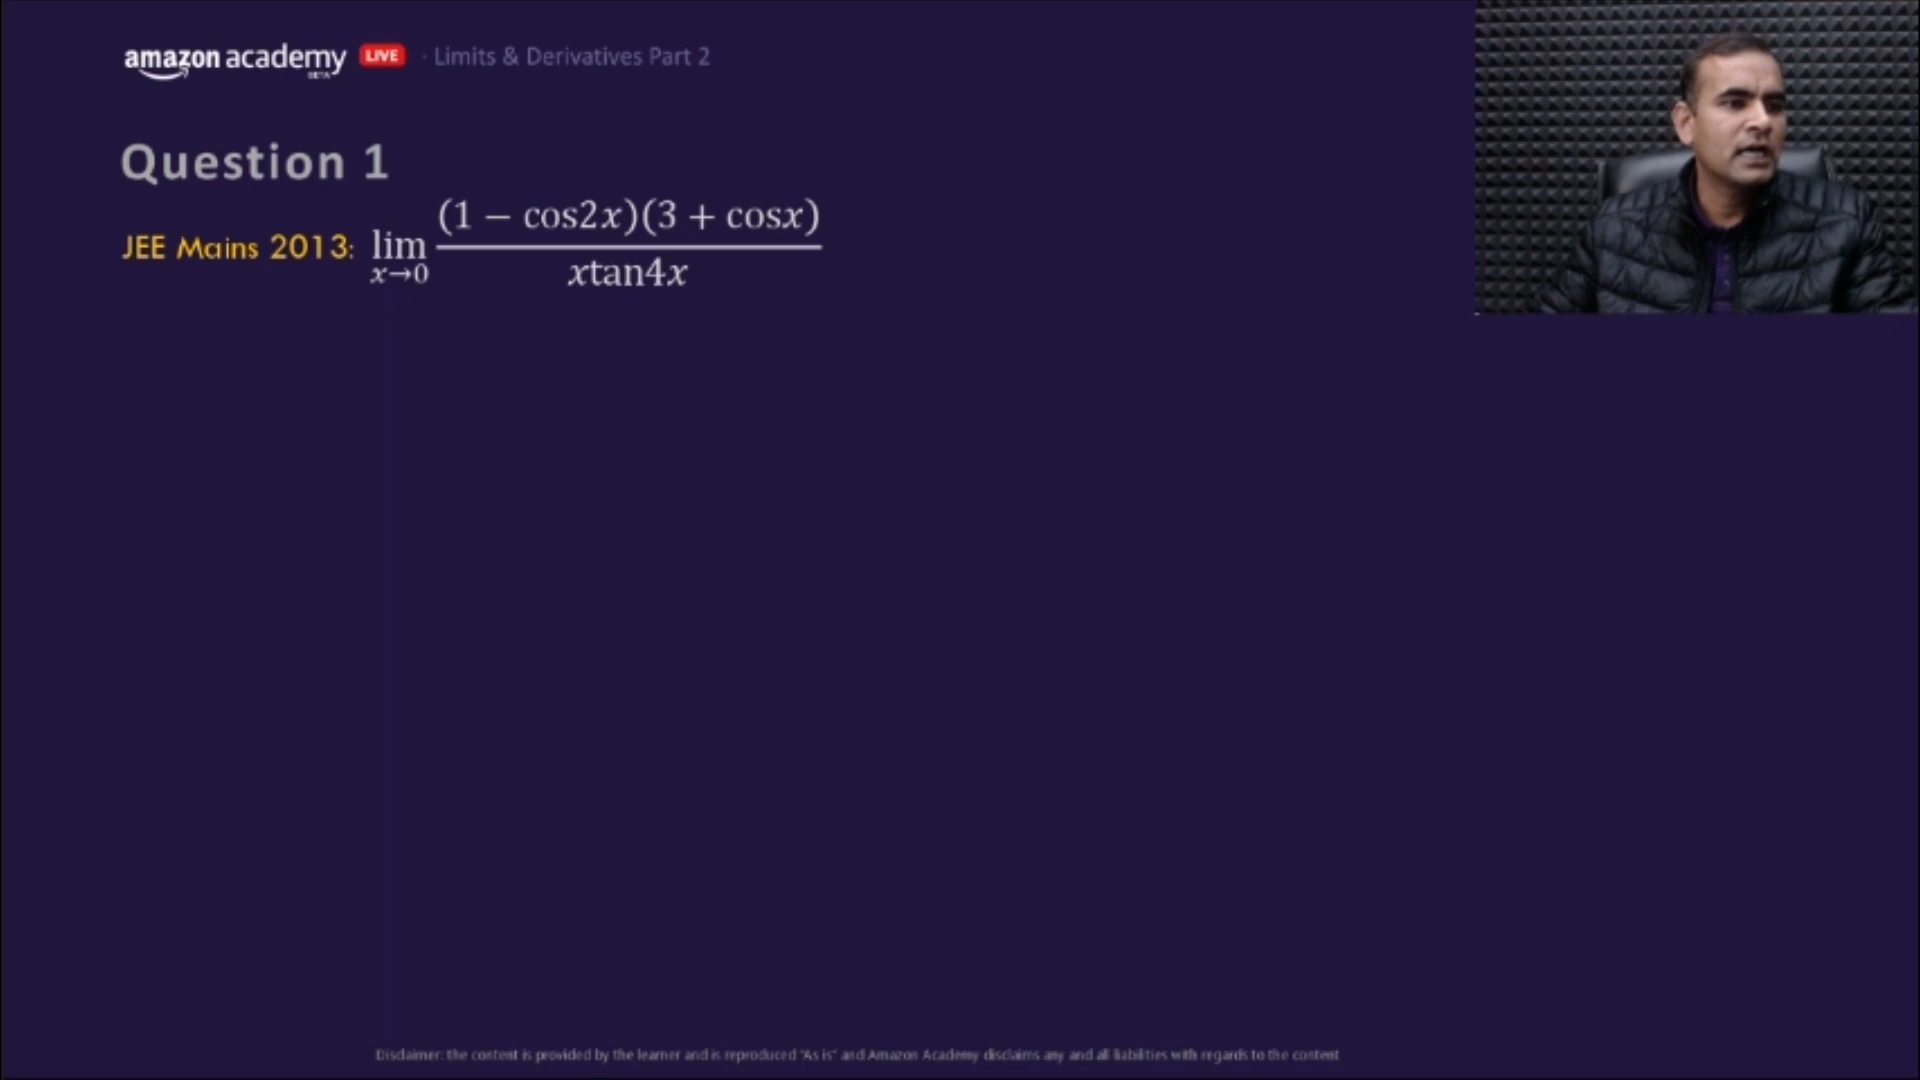 amazon academy LIVE · Limits & Derivatives Part 2
BETA
Question 1
JEE Mains 2013: lim x→0 (1 − cos2x)(3 + cosx) / xtan4x
Disclaimer: the content is provided by the learner and is reproduced "As is" and Amazon Academy disclaims any and all liabilities with regards to the content